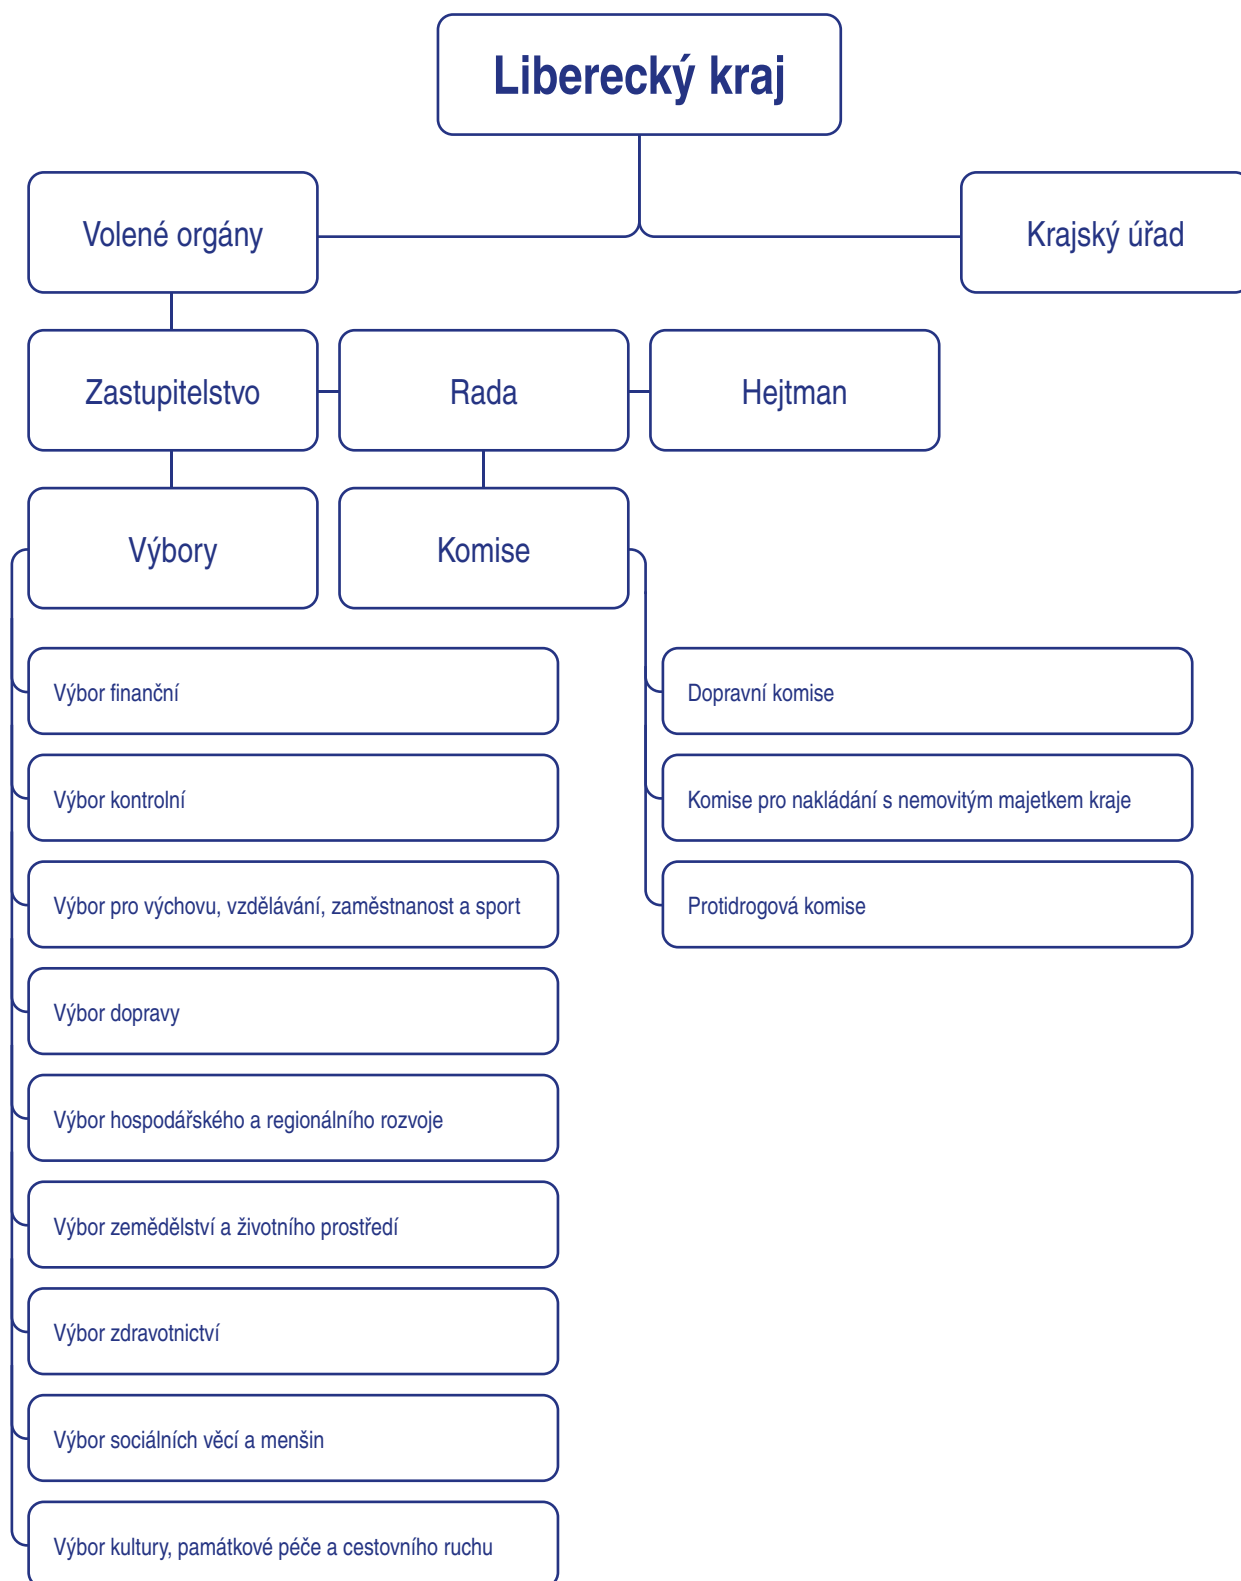 Liberecký kraj
Volené orgány
Krajský úřad
Zastupitelstvo
Rada
Hejtman
Výbory
Komise
Výbor finanční
Výbor kontrolní
Výbor pro výchovu, vzdělávání, zaměstnanost a sport
Výbor dopravy
Výbor hospodářského a regionálního rozvoje
Výbor zemědělství a životního prostředí
Výbor zdravotnictví
Výbor sociálních věcí a menšin
Výbor kultury, památkové péče a cestovního ruchu
Dopravní komise
Komise pro nakládání s nemovitým majetkem kraje
Protidrogová komise